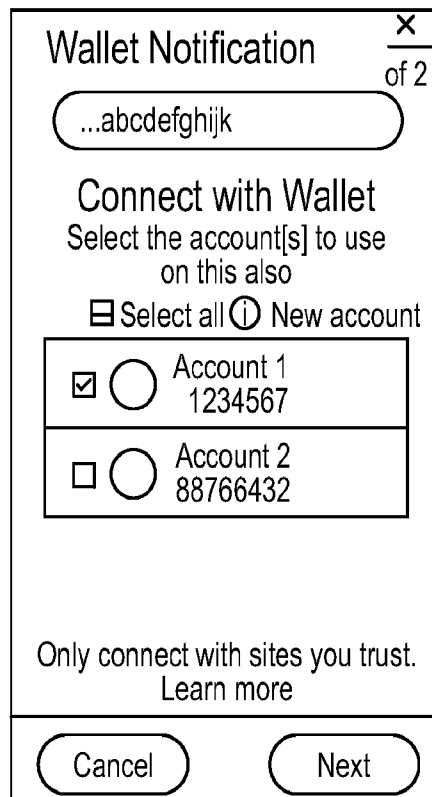 Wallet Notification
of 2
...abcdefghijk
Connect with Wallet
Select the account[s] to use
on this also
Select all ⓘ New account
Account 1
1234567
Account 2
88766432
Only connect with sites you trust.
Learn more
Cancel Next